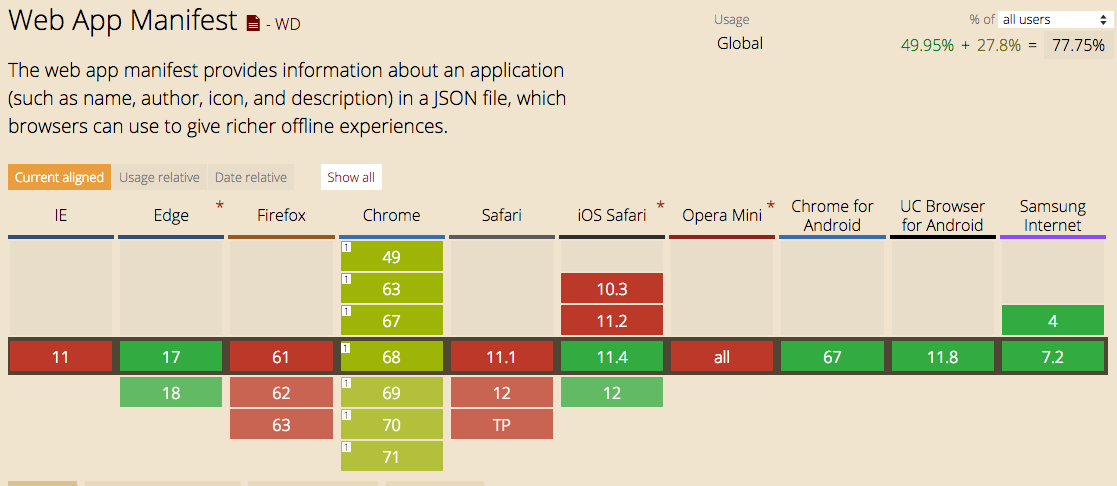 Web App Manifest - WD
Usage % of all users
Global 49.95% + 27.8% = 77.75%
The web app manifest provides information about an application
(such as name, author, icon, and description) in a JSON file, which
browsers can use to give richer offline experiences.
Current aligned Usage relative Date relative Show all
IE Edge * Firefox Chrome Safari iOS Safari * Opera Mini * Chrome for Android UC Browser for Android Samsung Internet
1 49
1 63 10.3
1 67 11.2 4
11 17 61 1 68 11.1 11.4 all 67 11.8 7.2
18 62 1 69 12 12
63 1 70 TP
1 71